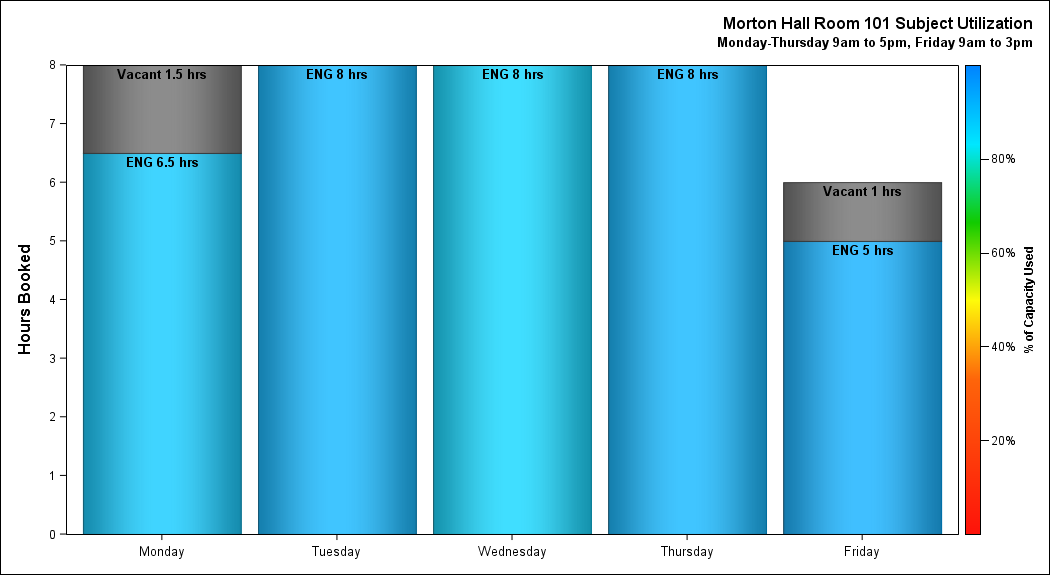 Morton Hall Room 101 Subject Utilization
Monday-Thursday 9am to 5pm, Friday 9am to 3pm
Hours Booked
8
7
6
5
4
3
2
1
0
Vacant 1.5 hrs
ENG 6.5 hrs
ENG 8 hrs
ENG 8 hrs
ENG 8 hrs
Vacant 1 hrs
ENG 5 hrs
Monday
Tuesday
Wednesday
Thursday
Friday
80%
60%
40%
20%
% of Capacity Used